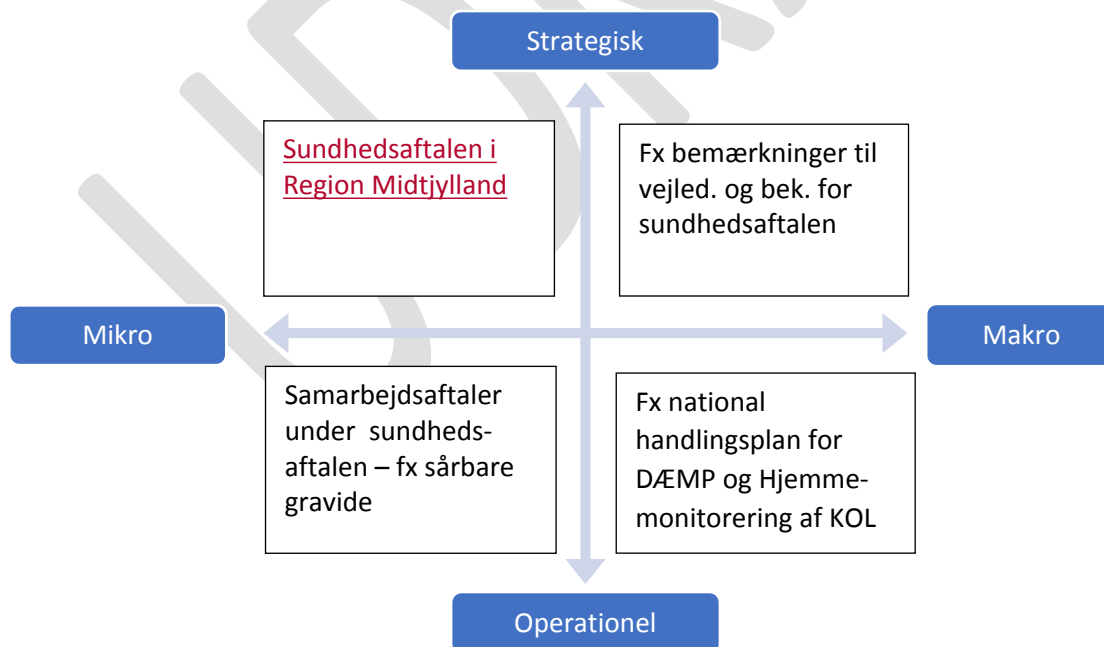 Strategisk
Sundhedsaftalen i
Region Midtjylland
Fx bemærkninger til
vejled. og bek. for
sundhedsaftalen
Mikro
Makro
Samarbejdsaftaler
under sundheds-
aftalen – fx sårbare
gravide
Fx national
handlingsplan for
DÆMP og Hjemme-
monitorering af KOL
Operationel